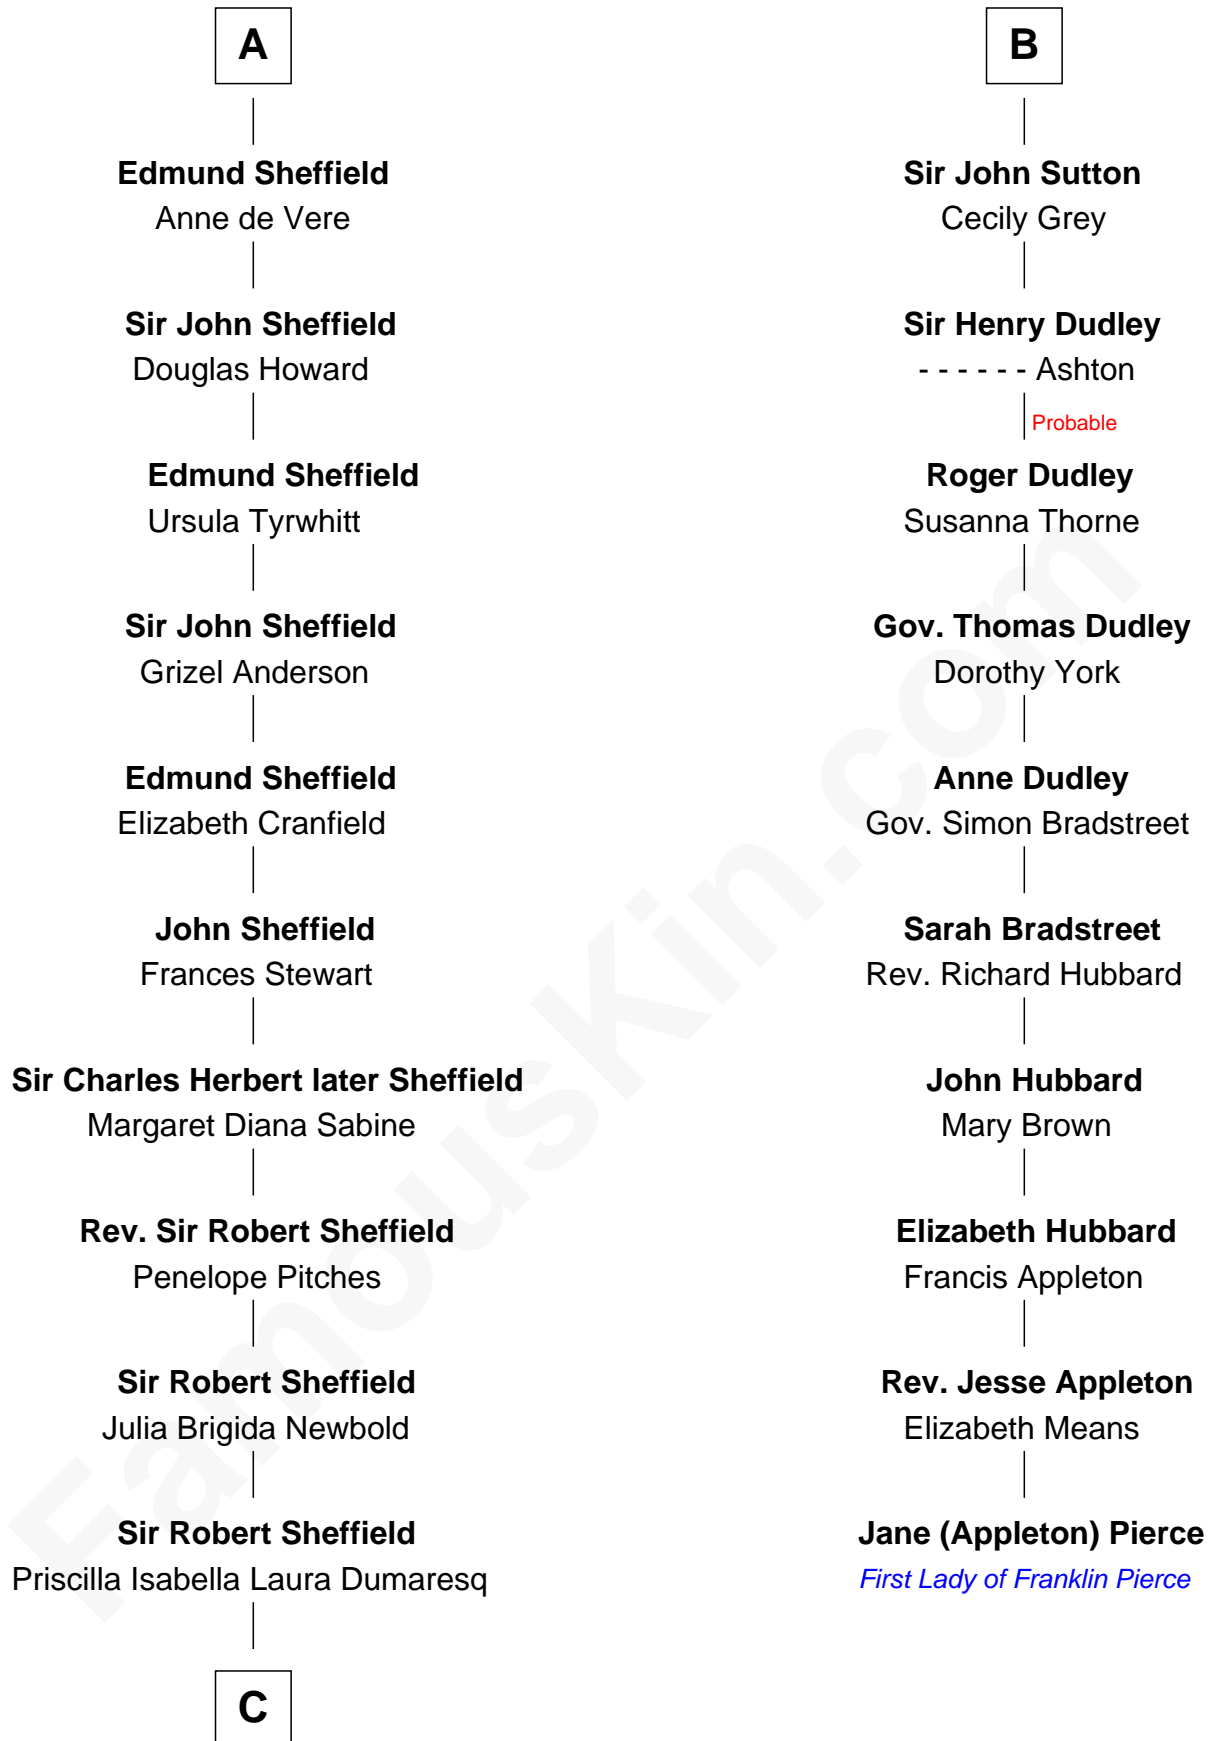 A
Edmund Sheffield
Anne de Vere
Sir John Sheffield
Douglas Howard
Edmund Sheffield
Ursula Tyrwhitt
Sir John Sheffield
Grizel Anderson
Edmund Sheffield
Elizabeth Cranfield
John Sheffield
Frances Stewart
Sir Charles Herbert later Sheffield
Margaret Diana Sabine
Rev. Sir Robert Sheffield
Penelope Pitches
Sir Robert Sheffield
Julia Brigida Newbold
Sir Robert Sheffield
Priscilla Isabella Laura Dumaresq
C
B
Sir John Sutton
Cecily Grey
Sir Henry Dudley
- - - - - - Ashton
Probable
Roger Dudley
Susanna Thorne
Gov. Thomas Dudley
Dorothy York
Anne Dudley
Gov. Simon Bradstreet
Sarah Bradstreet
Rev. Richard Hubbard
John Hubbard
Mary Brown
Elizabeth Hubbard
Francis Appleton
Rev. Jesse Appleton
Elizabeth Means
Jane (Appleton) Pierce
First Lady of Franklin Pierce
FamousKin.com